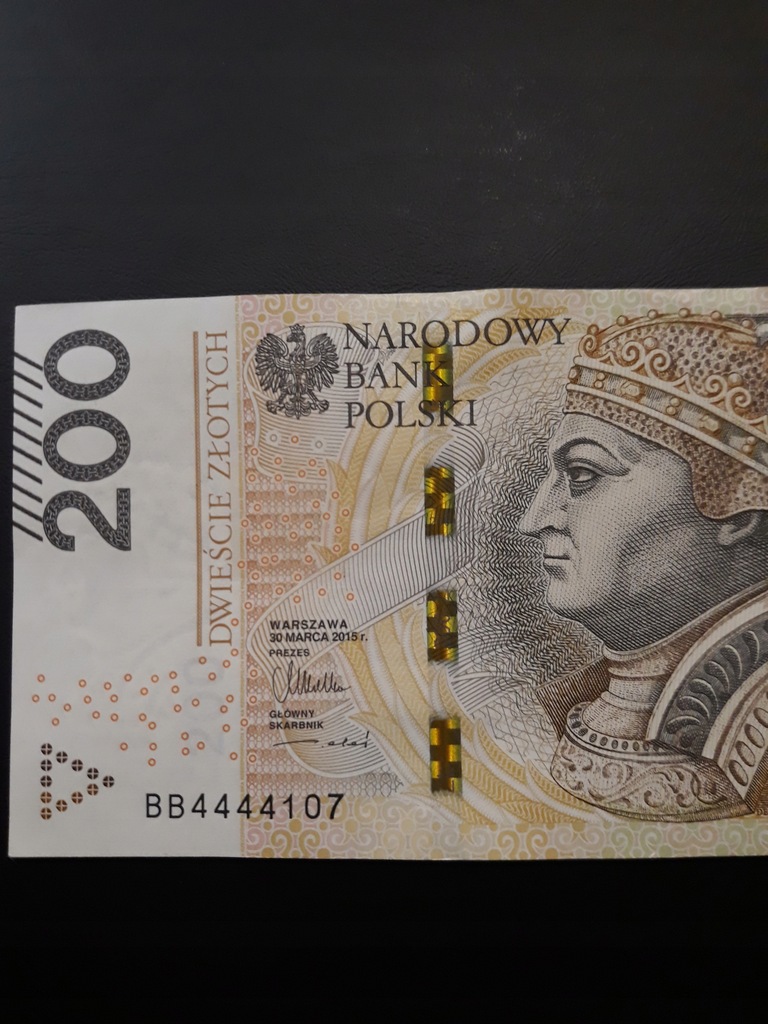 200
DWIEŚCIE ZŁOTYCH
NARODOWY
BANK
POLSKI
WARSZAWA
30 MARCA 2015 r.
PREZES
GŁÓWNY
SKARBNIK
BB4444107